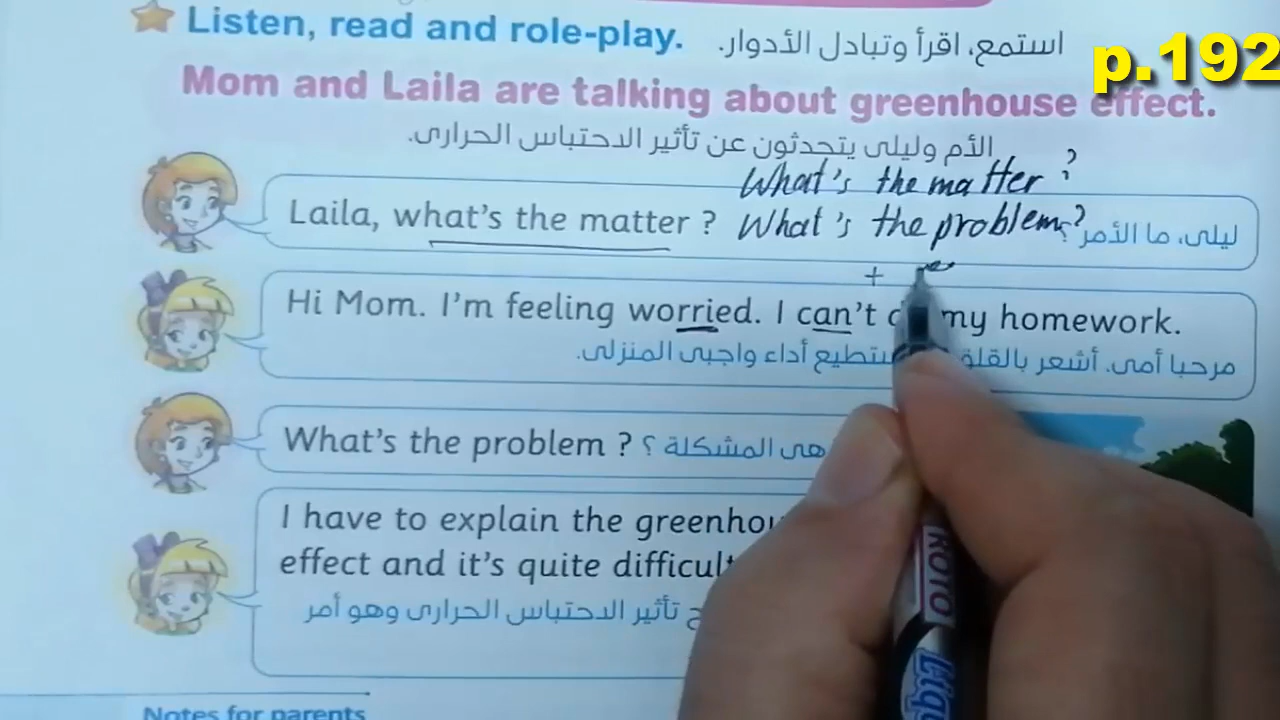 Listen, read and role-play. استمع، اقرأ وتبادل الأدوار.
p.192
Mom and Laila are talking about greenhouse effect.
الأم وليلى يتحدثون عن تأثير الاحتباس الحرارى.
What's the matter ?
Laila, what's the matter ? What's the problem? ليلى، ما الأمر ؟
+
Hi Mom. I'm feeling worried. I can't my homework.
مرحبا أمى. أشعر بالقلق أداء واجبى المنزلى.
What's the problem ? هى المشكلة ؟
I have to explain the
effect and it's quite difficult
تأثير الاحتباس الحرارى وهو أمر
Notes for parents
ROTO